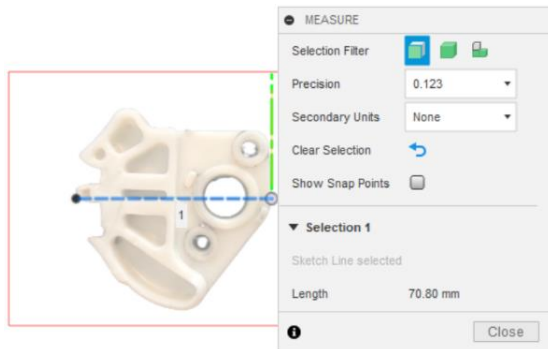 MEASURE
Selection Filter
Precision 0.123
Secondary Units None
Clear Selection
Show Snap Points
1
Selection 1
Sketch Line selected
Length 70.80 mm
Close